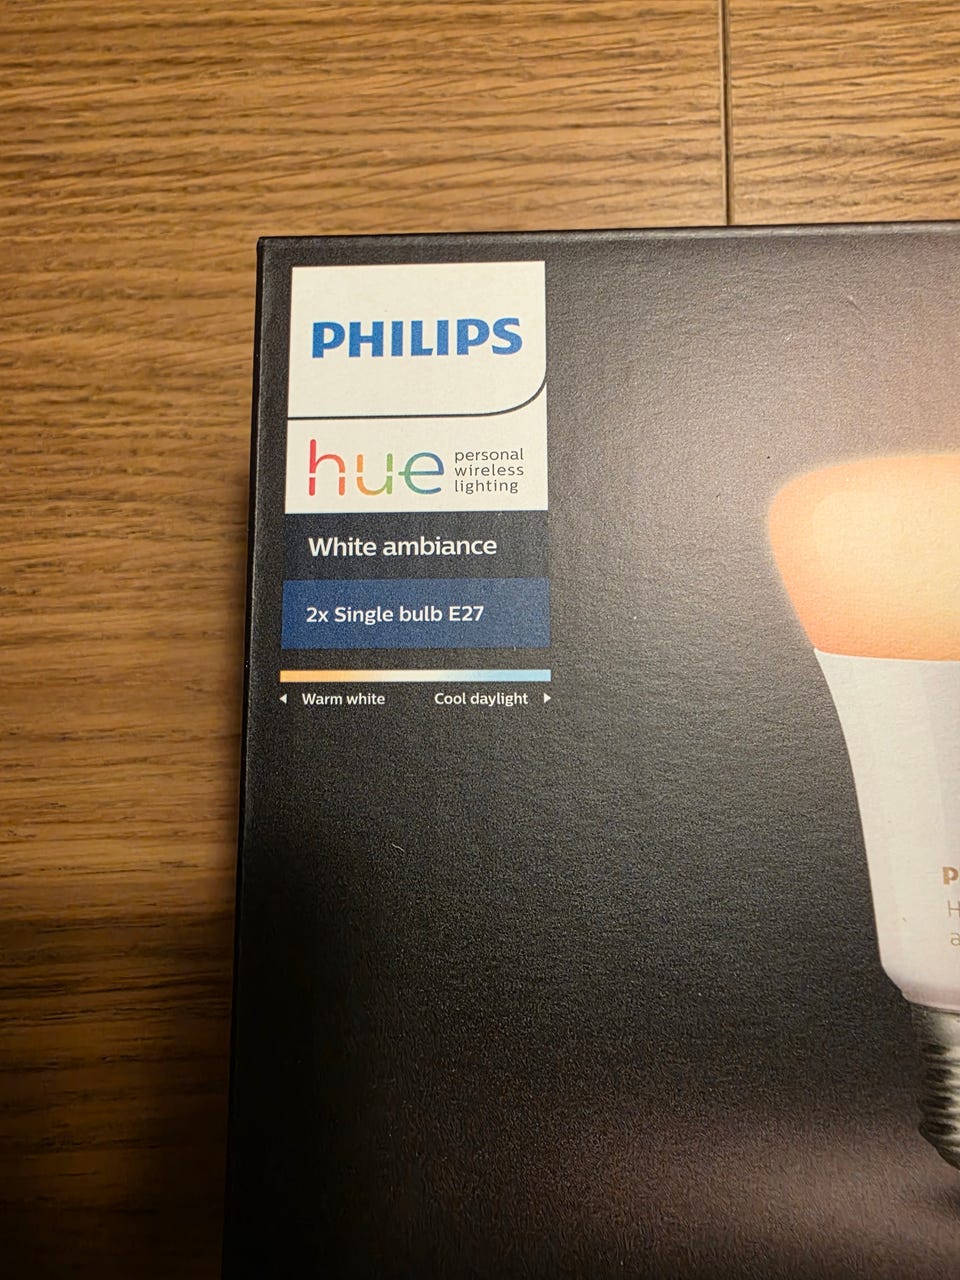 PHILIPS
hue
personal
wireless
lighting
White ambiance
2x Single bulb E27
Warm white
Cool daylight